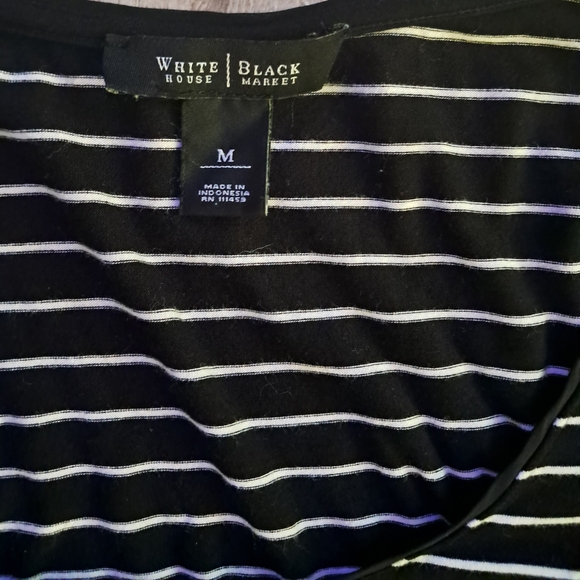 WHITE | BLACK
HOUSE | MARKET
M
MADE IN
INDONESIA
RN 111459